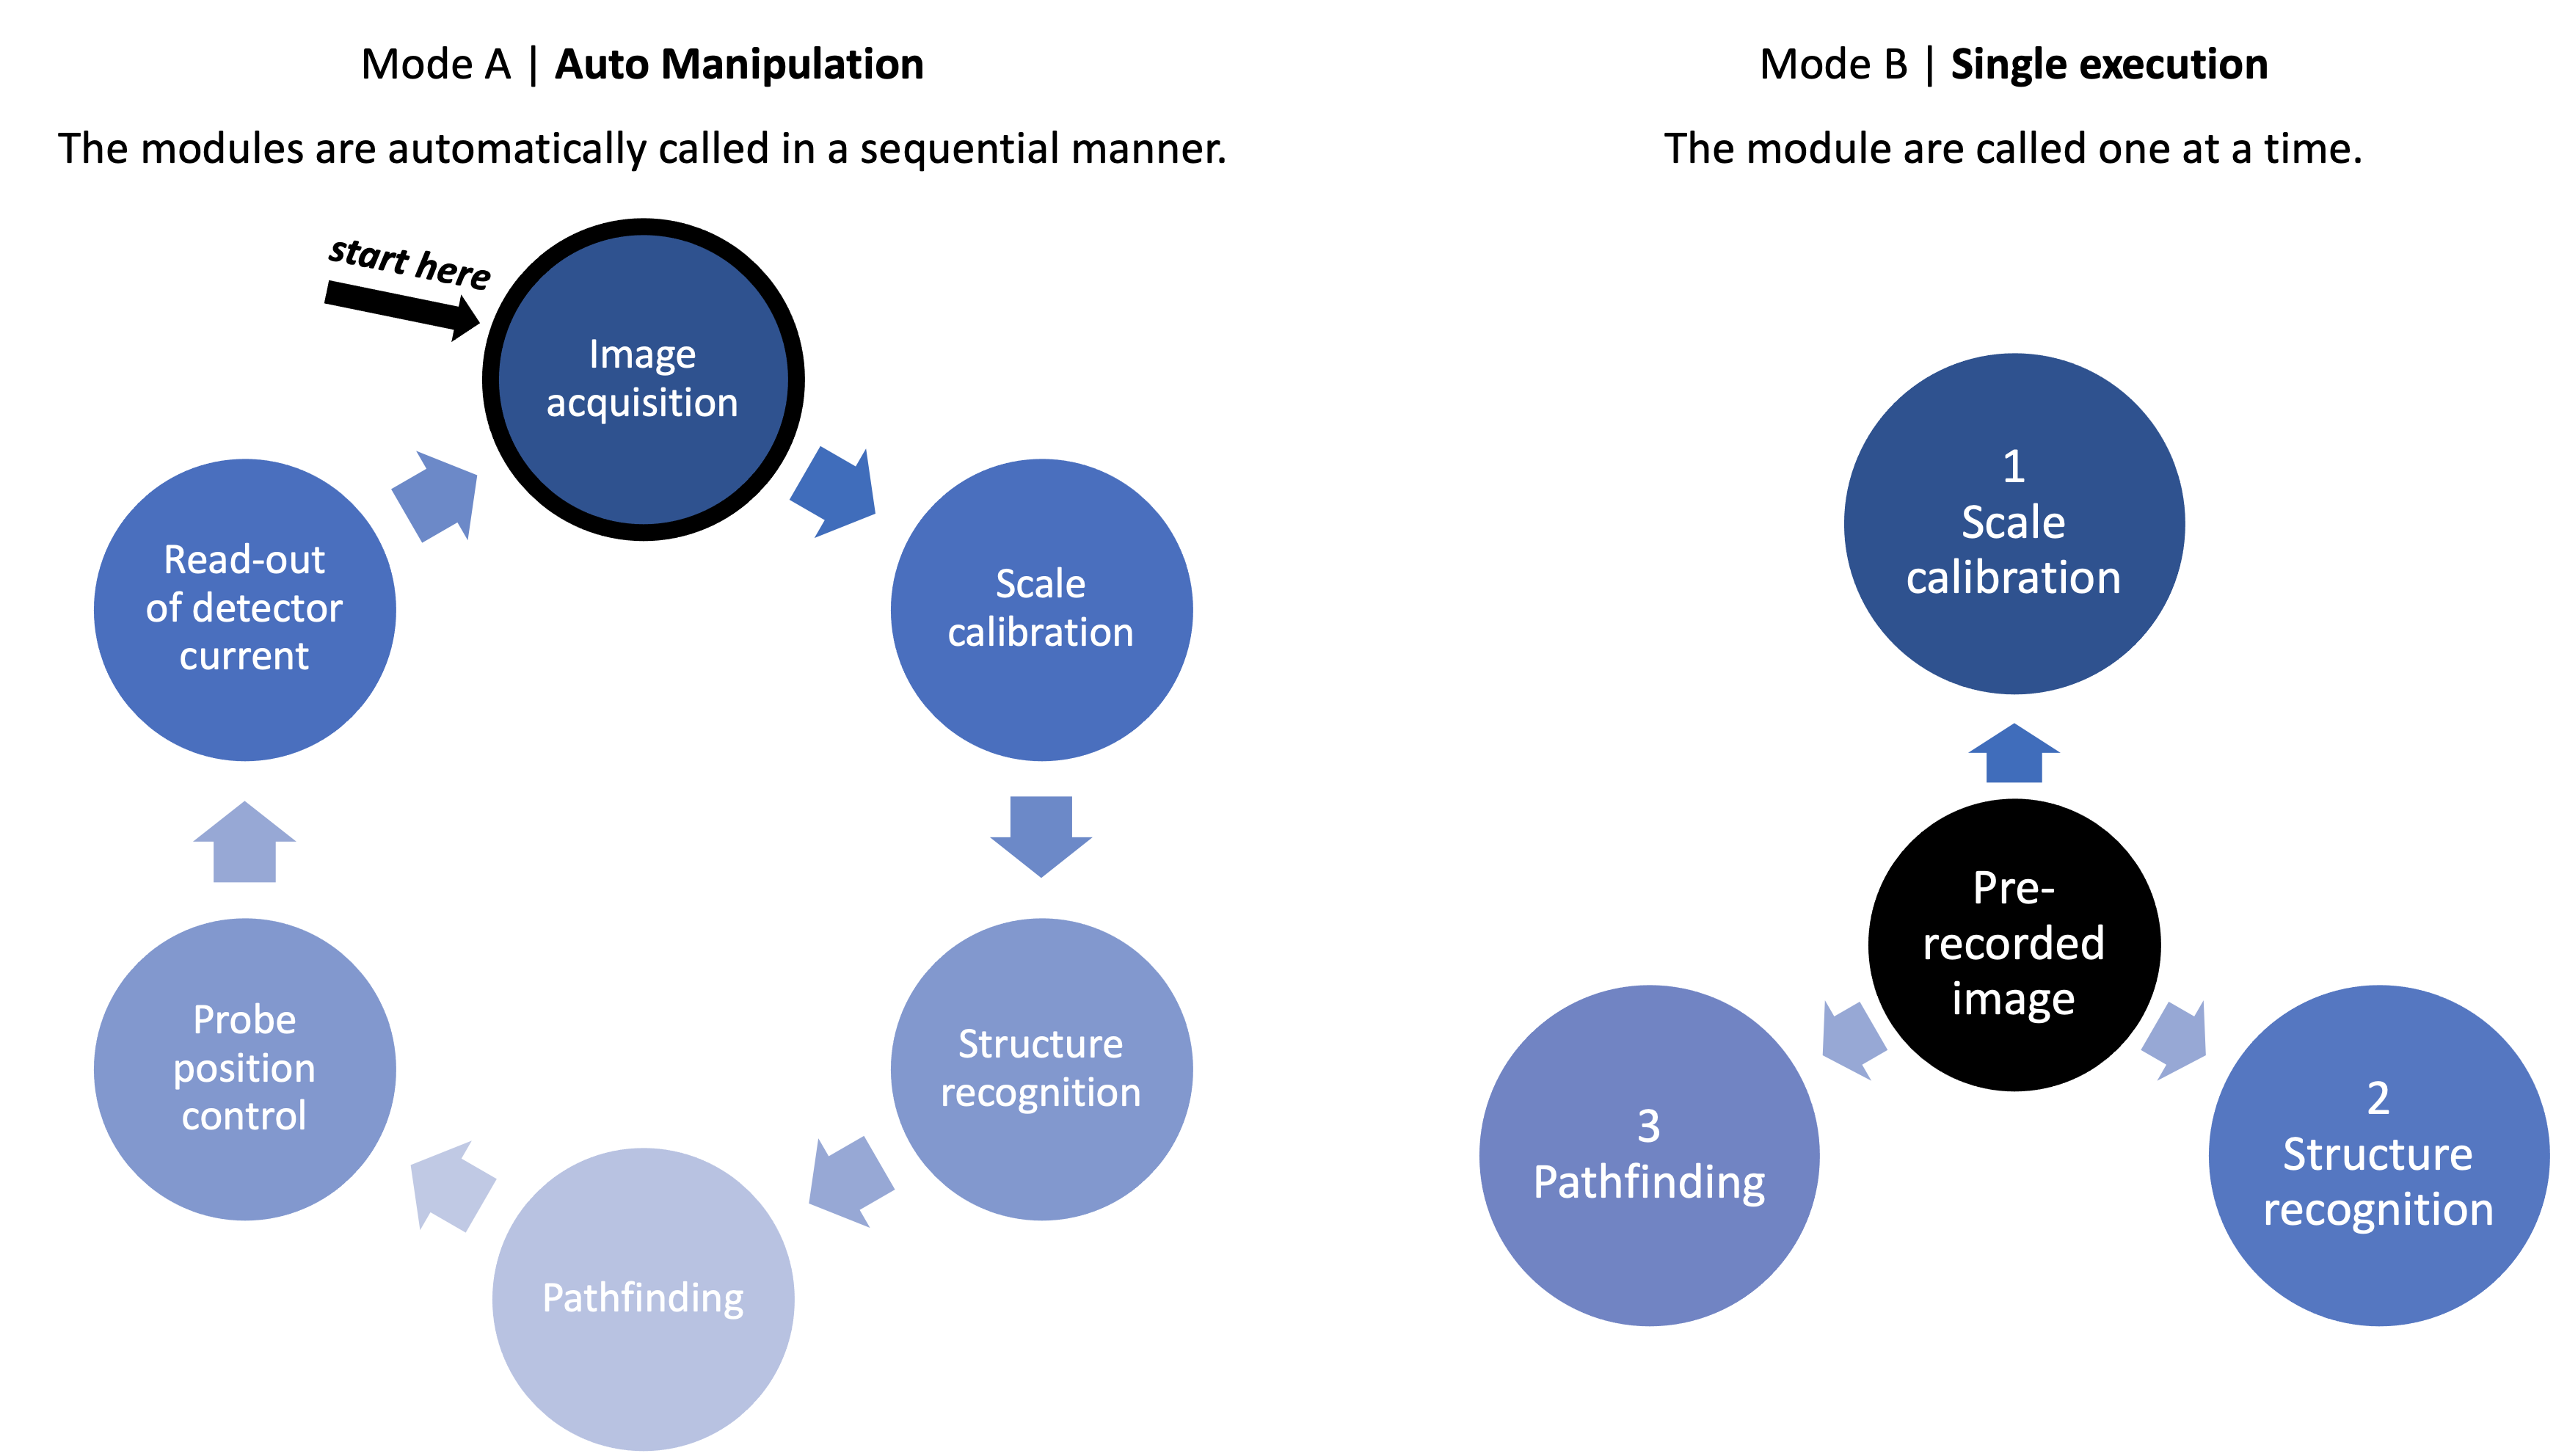 Mode A | Auto Manipulation
The modules are automatically called in a sequential manner.
start here
Image
acquisition
Scale
calibration
Structure
recognition
Pathfinding
Probe
position
control
Read-out
of detector
current
Mode B | Single execution
The module are called one at a time.
1
Scale
calibration
Pre-
recorded
image
2
Structure
recognition
3
Pathfinding